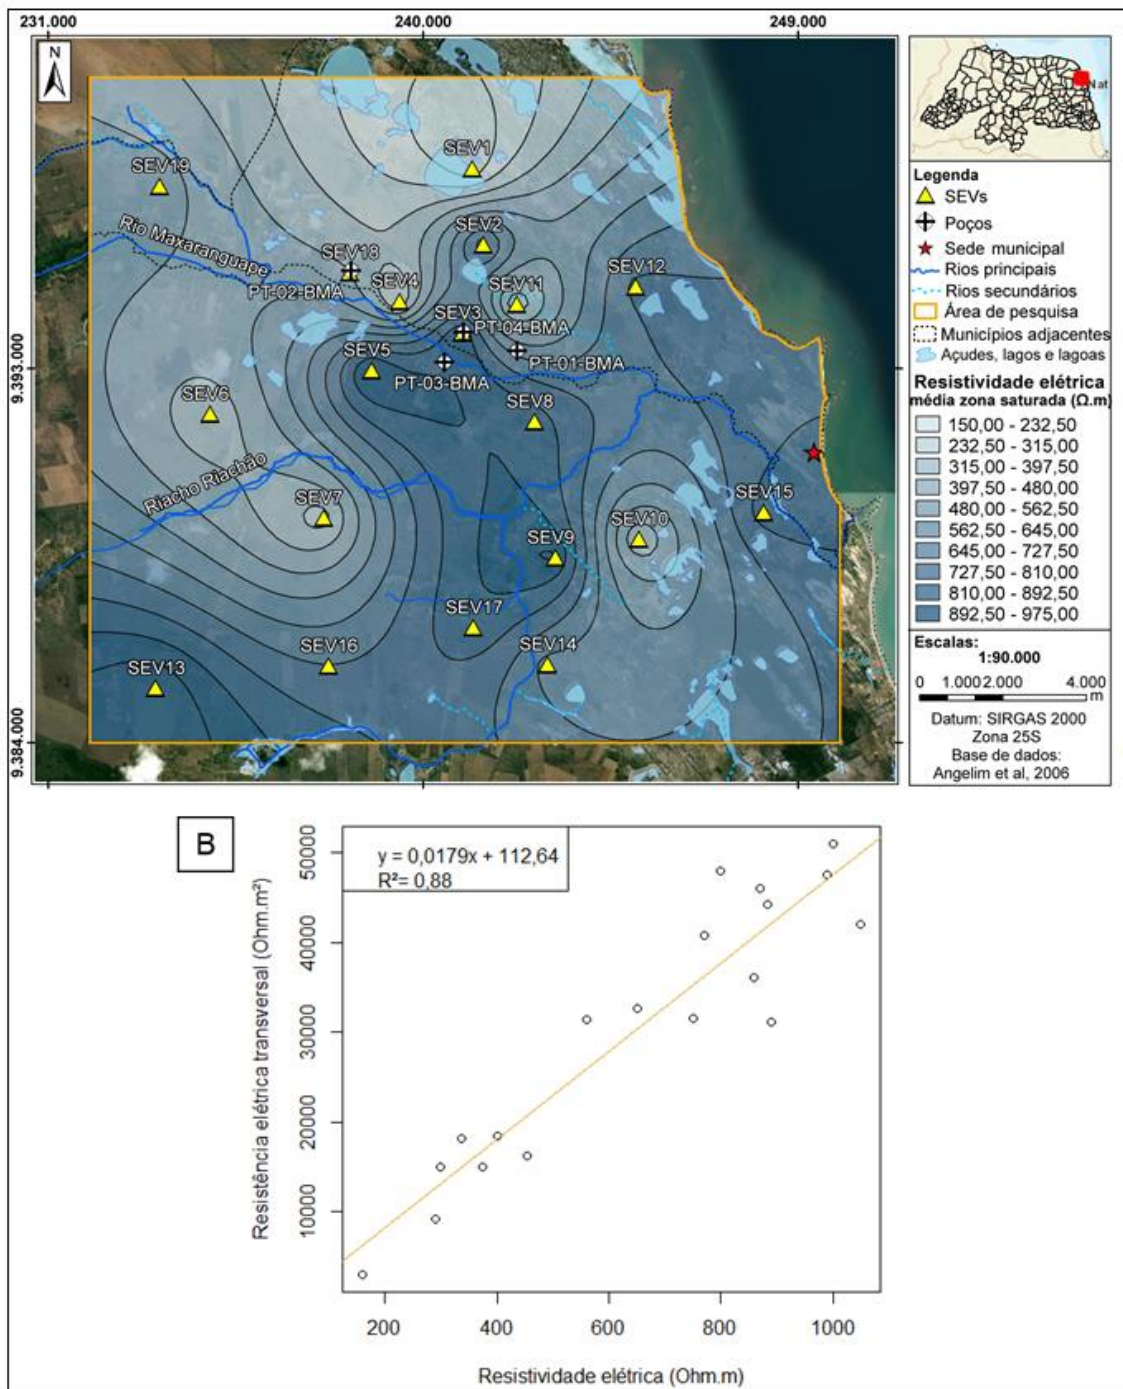 231.000
240.000
249.000
N
SEV1
SEV19
SEV2
Rio Maxaranguape
SEV18
SEV4
SEV11
SEV12
PT-02-BMA
SEV3
PT-04-BMA
SEV5
PT-01-BMA
PT-03-BMA
9.393.000
SEV6
SEV8
Riacho Riachão
SEV7
SEV15
SEV10
SEV9
SEV17
SEV16
SEV14
SEV13
9.384.000
Legenda
SEVs
Poços
Sede municipal
Rios principais
Rios secundários
Área de pesquisa
Municípios adjacentes
Açudes, lagos e lagoas
Resistividade elétrica
média zona saturada (Ω.m)
150,00 - 232,50
232,50 - 315,00
315,00 - 397,50
397,50 - 480,00
480,00 - 562,50
562,50 - 645,00
645,00 - 727,50
727,50 - 810,00
810,00 - 892,50
892,50 - 975,00
Escalas:
1:90.000
0 1.000 2.000 4.000
m
Datum: SIRGAS 2000
Zona 25S
Base de dados:
Angelim et al, 2006
B
y = 0,0179x + 112,64
R²= 0,88
Resistência elétrica transversal (Ohm.m²)
50000
40000
30000
20000
10000
200 400 600 800 1000
Resistividade elétrica (Ohm.m)